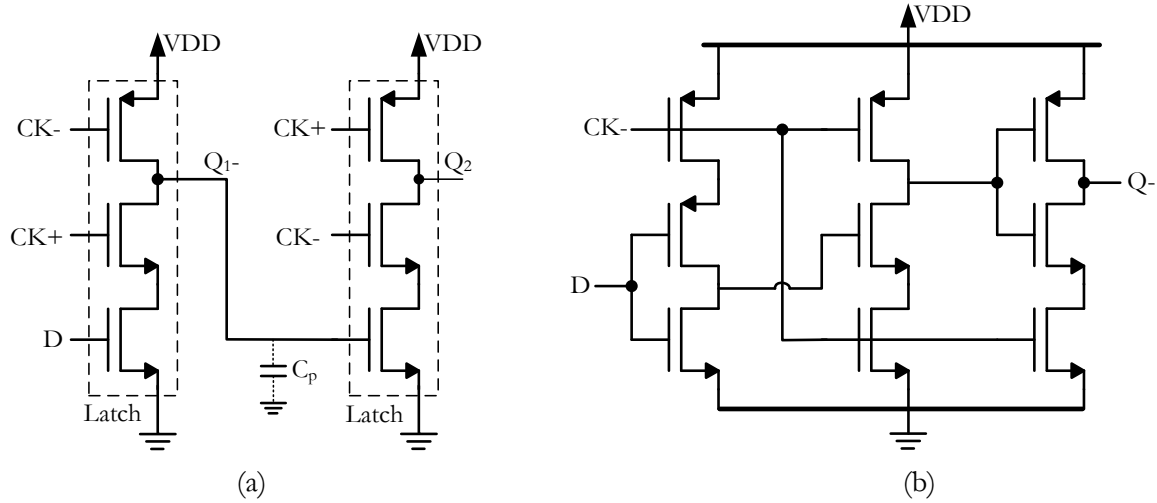 VDD
VDD
VDD
CK-
CK+
CK-
Q1-
Q2
Q-
CK+
CK-
D
D
Cp
Latch
Latch
(a)
(b)